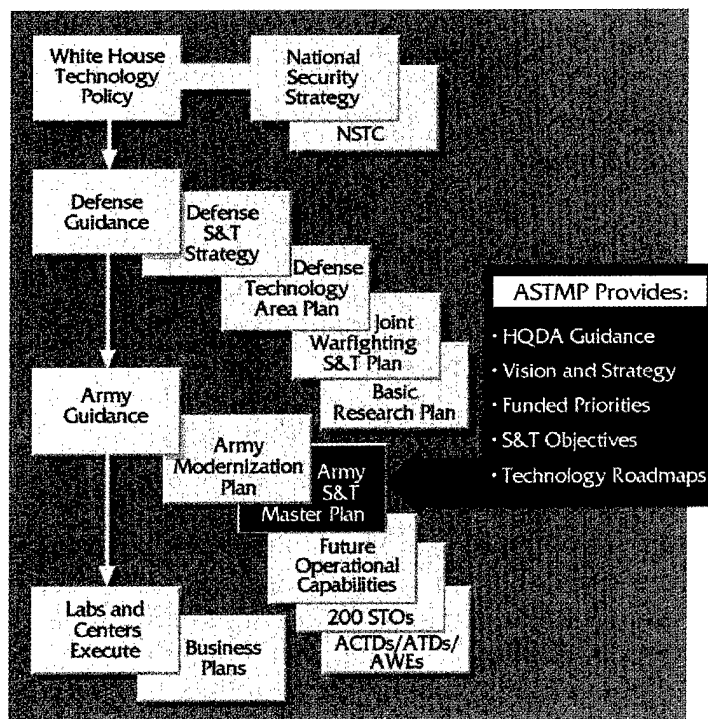 White House
Technology
Policy
National
Security
Strategy
NSTC
Defense
Guidance
Defense
S&T
Strategy
Defense
Technology
Area Plan
Joint
Warfighting
S&T Plan
Basic
Research Plan
Army
Guidance
Army
Modernization
Plan
Army
S&T
Master Plan
Future
Operational
Capabilities
200 STOs
ACTDs/ATDs/
AWEs
Labs and
Centers
Execute
Business
Plans
ASTMP Provides:
· HQDA Guidance
· Vision and Strategy
· Funded Priorities
· S&T Objectives
· Technology Roadmaps